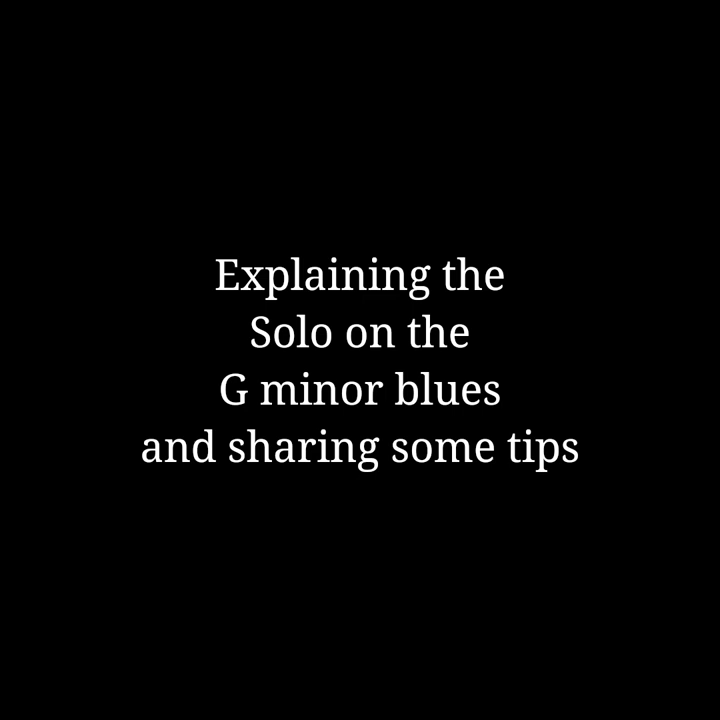 Explaining the
Solo on the
G minor blues
and sharing some tips